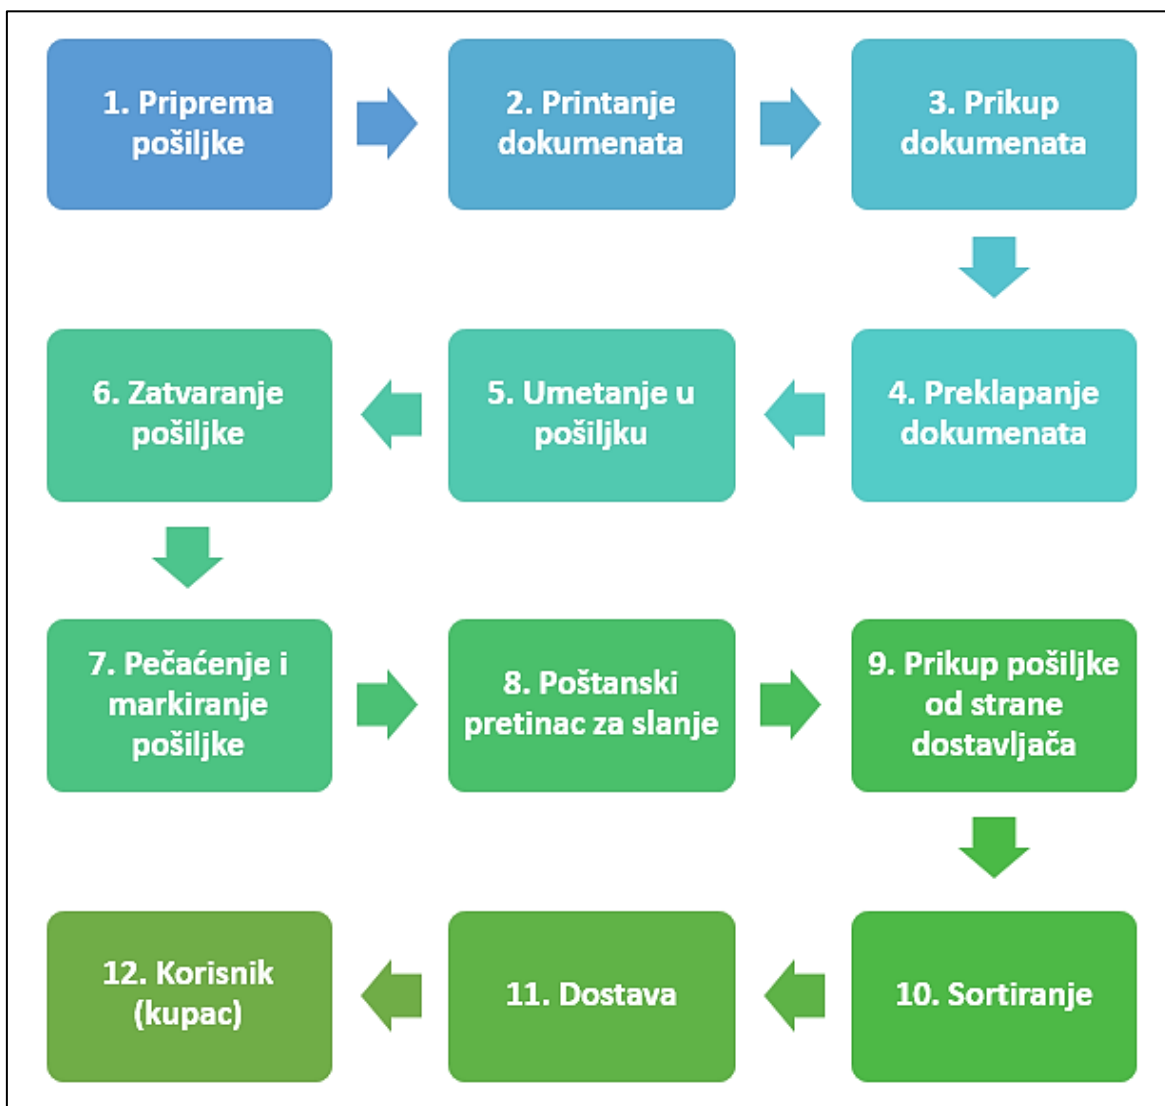 1. Priprema
pošiljke
2. Printanje
dokumenata
3. Prikup
dokumenata
4. Preklapanje
dokumenata
5. Umetanje u
pošiljku
6. Zatvaranje
pošiljke
7. Pečaćenje i
markiranje
pošiljke
8. Poštanski
pretinac za slanje
9. Prikup pošiljke
od strane
dostavljača
10. Sortiranje
11. Dostava
12. Korisnik
(kupac)